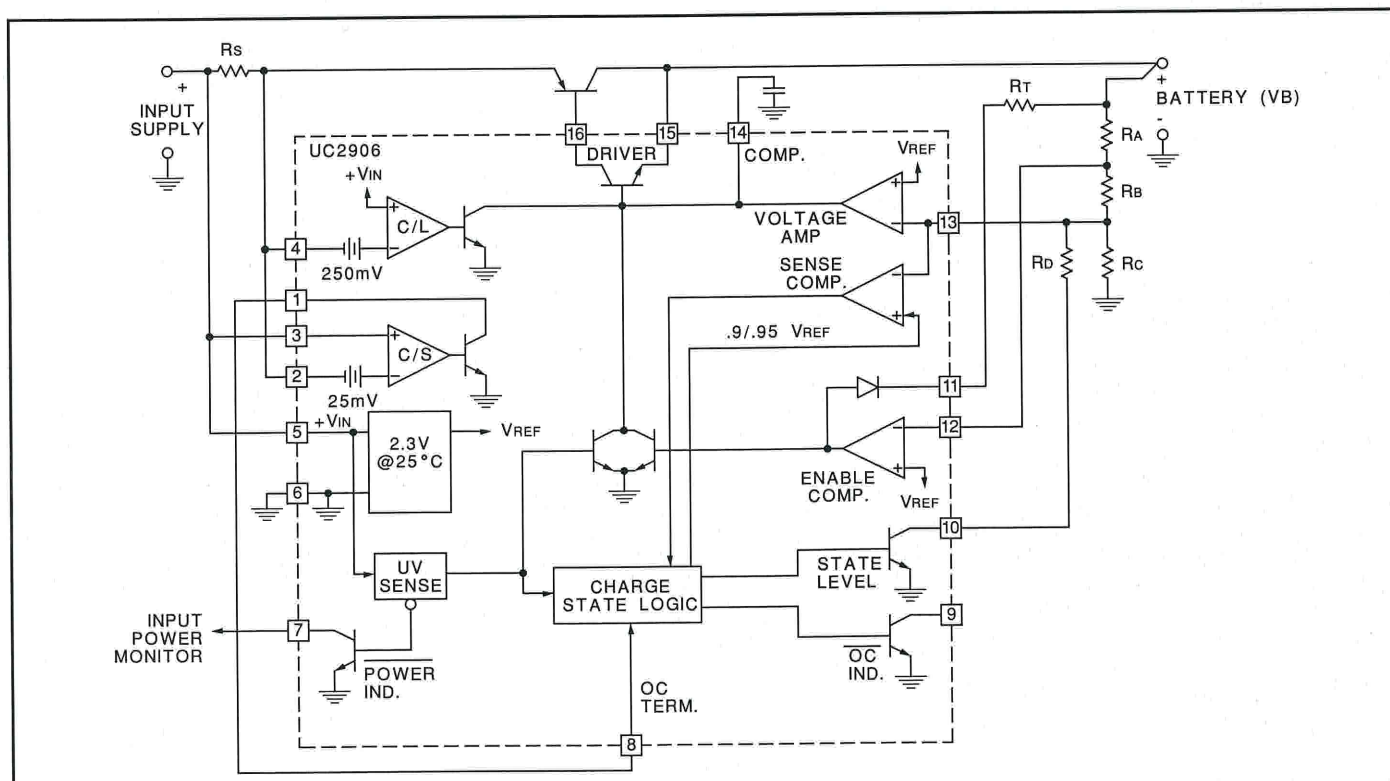 RS
+
INPUT
SUPPLY
RT
+
BATTERY (VB)
-
16
15
14
UC2906
DRIVER
COMP.
RA
+VIN
VREF
RB
+
C/L
-
+
-
VOLTAGE
AMP
13
4
250mV
SENSE
COMP.
RD
RC
1
-
+
3
+
C/S
-
.9/.95 VREF
2
25mV
11
5
+VIN
2.3V
@25°C
VREF
12
-
+
ENABLE
COMP.
VREF
6
10
UV
SENSE
CHARGE
STATE LOGIC
STATE
LEVEL
9
INPUT
POWER
MONITOR
7
POWER
IND.
OC
IND.
OC
TERM.
8